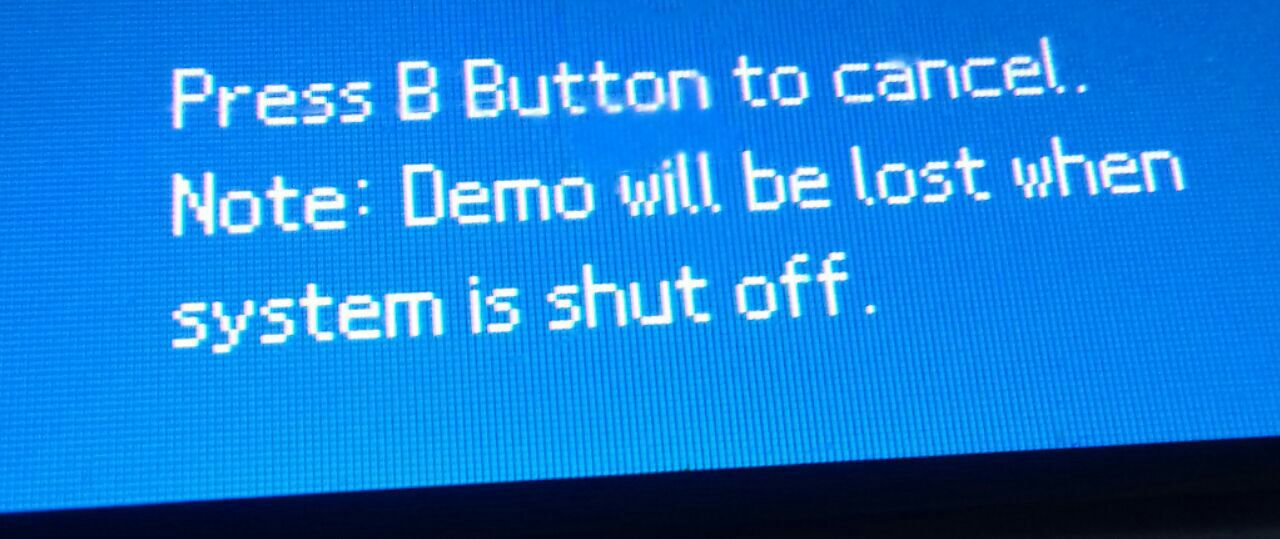 Press B Button to cancel.
Note: Demo will be lost when
system is shut off.